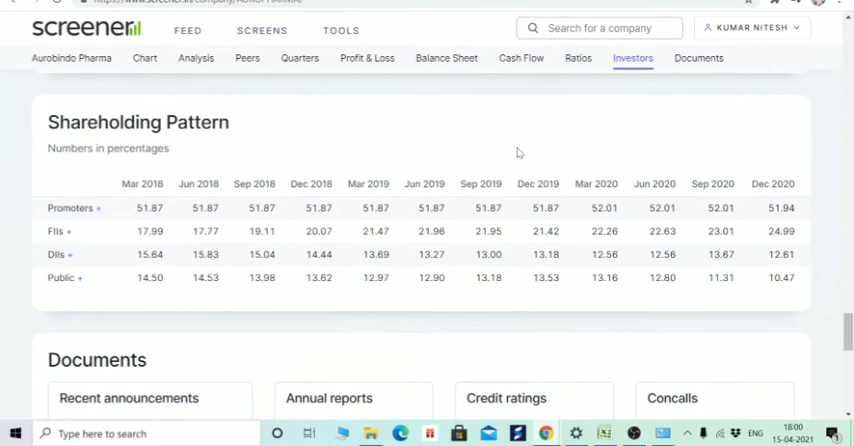 screener
FEED SCREENS TOOLS
Search for a company
KUMAR NITESH
Aurobindo Pharma Chart Analysis Peers Quarters Profit & Loss Balance Sheet Cash Flow Ratios Investors Documents
Shareholding Pattern
Numbers in percentages
Mar 2018 Jun 2018 Sep 2018 Dec 2018 Mar 2019 Jun 2019 Sep 2019 Dec 2019 Mar 2020 Jun 2020 Sep 2020 Dec 2020
Promoters + 51.87 51.87 51.87 51.87 51.87 51.87 51.87 51.87 52.01 52.01 52.01 51.94
FIIs + 17.99 17.77 19.11 20.07 21.47 21.96 21.95 21.42 22.26 22.63 23.01 24.99
DIIs + 15.64 15.83 15.04 14.44 13.69 13.27 13.00 13.18 12.56 12.56 13.67 12.61
Public + 14.50 14.53 13.98 13.62 12.97 12.90 13.18 13.53 13.16 12.80 11.31 10.47
Documents
Recent announcements Annual reports Credit ratings Concalls
Type here to search
ENG
18:00
15-04-2021